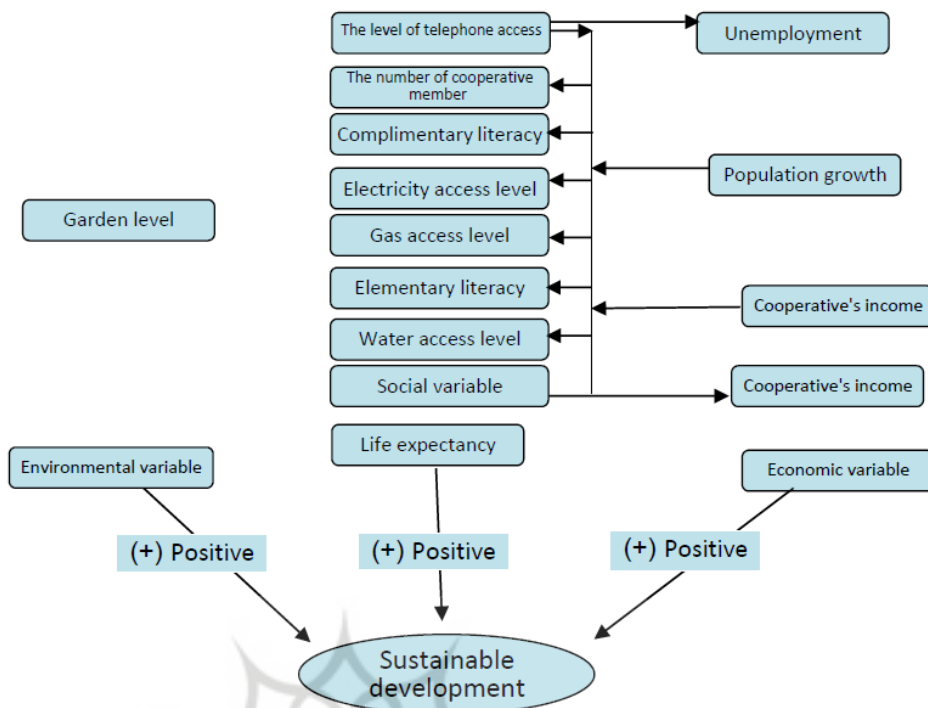 The level of telephone access
Unemployment
The number of cooperative
member
Complimentary literacy
Electricity access level
Population growth
Garden level
Gas access level
Elementary literacy
Cooperative's income
Water access level
Social variable
Cooperative's income
Life expectancy
Environmental variable
Economic variable
(+) Positive
(+) Positive
(+) Positive
Sustainable
development